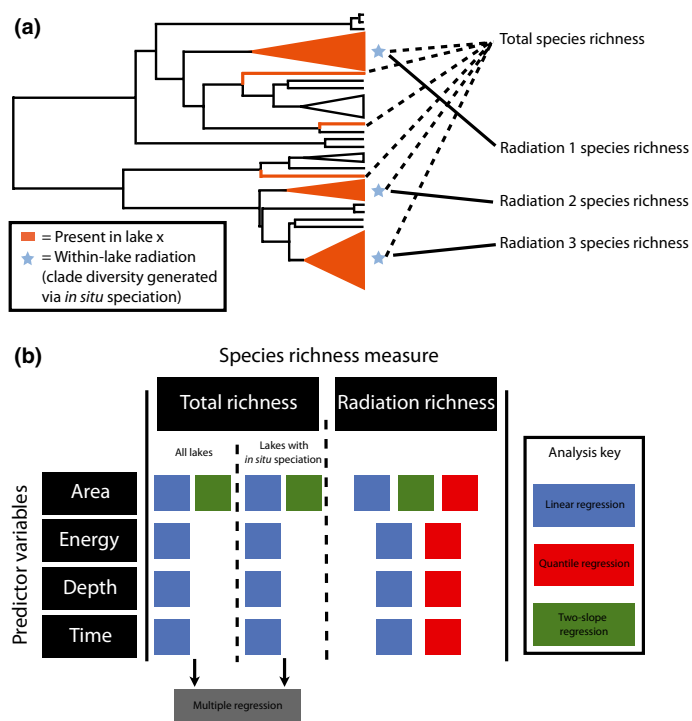 (a)
Total species richness
Radiation 1 species richness
Radiation 2 species richness
Radiation 3 species richness
= Present in lake x
= Within-lake radiation
(clade diversity generated
via in situ speciation)
(b)
Species richness measure
Total richness
Radiation richness
All lakes
Lakes with
in situ speciation
Analysis key
Predictor variables
Area
Energy
Depth
Time
Linear regression
Quantile regression
Two-slope
regression
Multiple regression